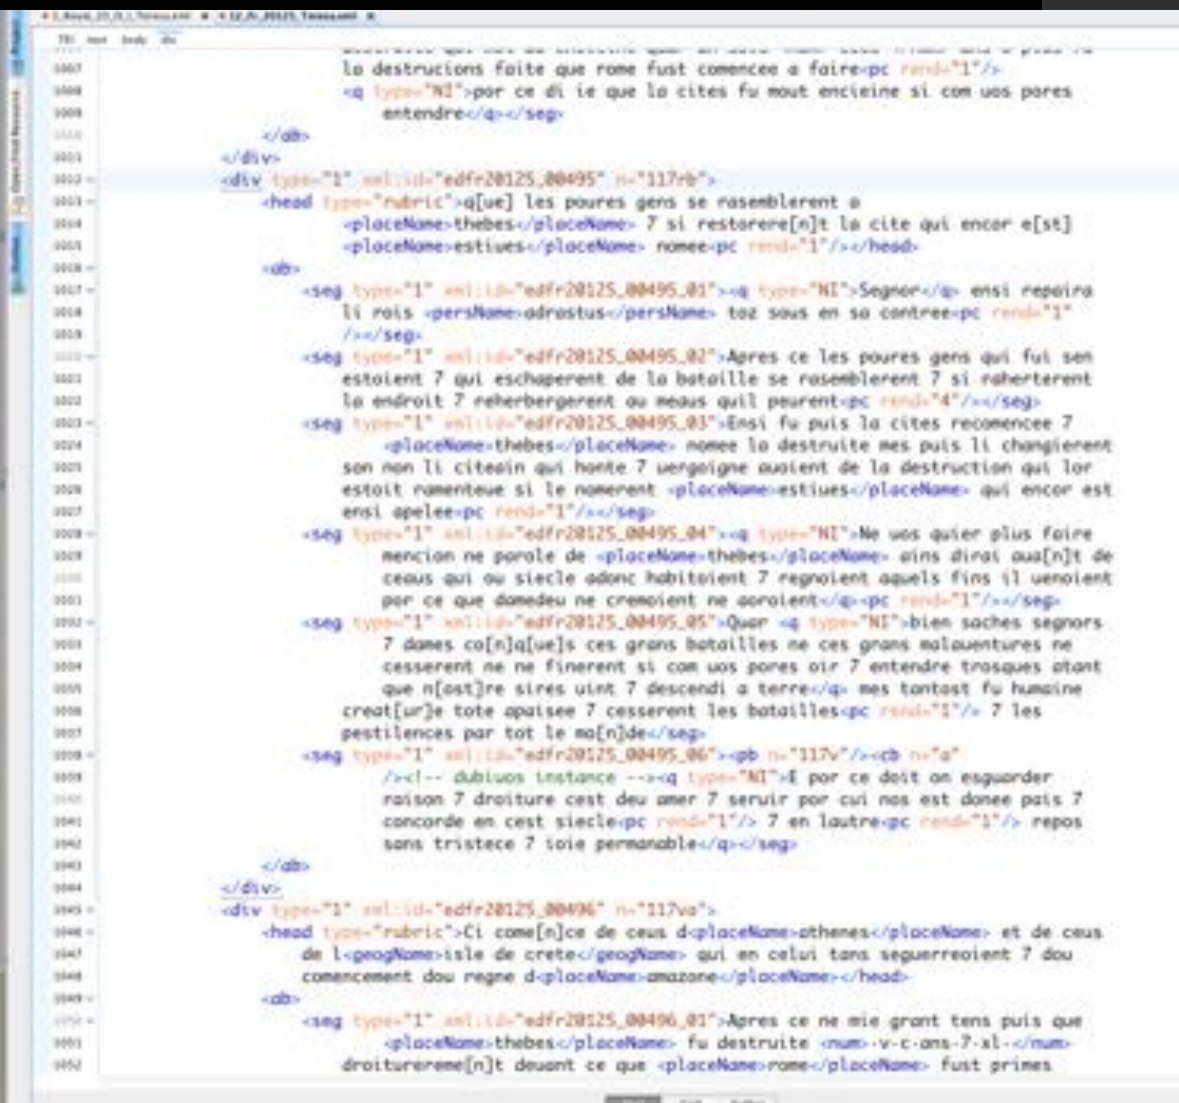 TEI text body div
la destrucions faite que rome fust comencee a faire<pc rend="1"/>
<q type="NI">por ce di ie que la cites fu mout encieine si com uos pores
entendre</q></seg>
</ab>
</div>
<div type="1" xml:id="edfr20125_00495" n="117rb">
<head type="rubric">q[ue] les poures gens se rasemblerent a
<placeName>thebes</placeName> 7 si restorere[n]t la cite qui encor e[st]
<placeName>estiues</placeName> nomee<pc rend="1"/></head>
<ab>
<seg type="1" xml:id="edfr20125_00495_01"><q type="NI">Segnor</q> ensi repaira
li rois <persName>adrastus</persName> toz sous en sa contree<pc rend="1"
/></seg>
<seg type="1" xml:id="edfr20125_00495_02">Apres ce les poures gens qui fui sen
estoient 7 qui eschaperent de la bataille se rasemblerent 7 si raherterent
la endroit 7 reherbergerent au meaus quil peurent<pc rend="4"/></seg>
<seg type="1" xml:id="edfr20125_00495_03">Ensi fu puis la cites recomencee 7
<placeName>thebes</placeName> nomee la destruite mes puis li changierent
son non li citeain qui honte 7 uergoigne auoient de la destruction qui lor
estoit ramenteue si le nomerent <placeName>estiues</placeName> qui encor est
ensi apelee<pc rend="1"/></seg>
<seg type="1" xml:id="edfr20125_00495_04"><q type="NI">Ne uos quier plus faire
mencion ne parole de <placeName>thebes</placeName> ains dirai aua[n]t de
ceaus qui ou siecle adonc habitoient 7 regnoient aquels fins il uenoient
por ce que damedeu ne cremoient ne aoroient</q><pc rend="1"/></seg>
<seg type="1" xml:id="edfr20125_00495_05">Quar <q type="NI">bien saches segnors
7 dames co[n]q[ue]s ces grans batailles ne ces grans malauentures ne
cesserent ne ne finerent si com uos pores oir 7 entendre trosques atant
que n[ost]re sires uint 7 descendi a terre</q> mes tantost fu humaine
creat[ur]e tote apaisee 7 cesserent les batailles<pc rend="1"/> 7 les
pestilences par tot le mo[n]de</seg>
<seg type="1" xml:id="edfr20125_00495_06"><pb n="117v"/><cb n="a"
/><!-- dubiuos instance --><q type="NI">E por ce doit on esguarder
raison 7 droiture cest deu amer 7 seruir por cui nos est donee pais 7
concorde en cest siecle<pc rend="1"/> 7 en lautre<pc rend="1"/> repos
sans tristece 7 ioie permanable</q></seg>
</ab>
</div>
<div type="1" xml:id="edfr20125_00496" n="117va">
<head type="rubric">Ci come[n]ce de ceus d<placeName>athenes</placeName> et de ceus
de l<geogName>isle de crete</geogName> qui en celui tans seguerreoient 7 dou
comencement dou regne d<placeName>amazone</placeName></head>
<ab>
<seg type="1" xml:id="edfr20125_00496_01">Apres ce ne mie grant tens puis que
<placeName>thebes</placeName> fu destruite <num>·v·c·ans·7·xl·</num>
droiturereme[n]t deuant ce que <placeName>rome</placeName> fust primes